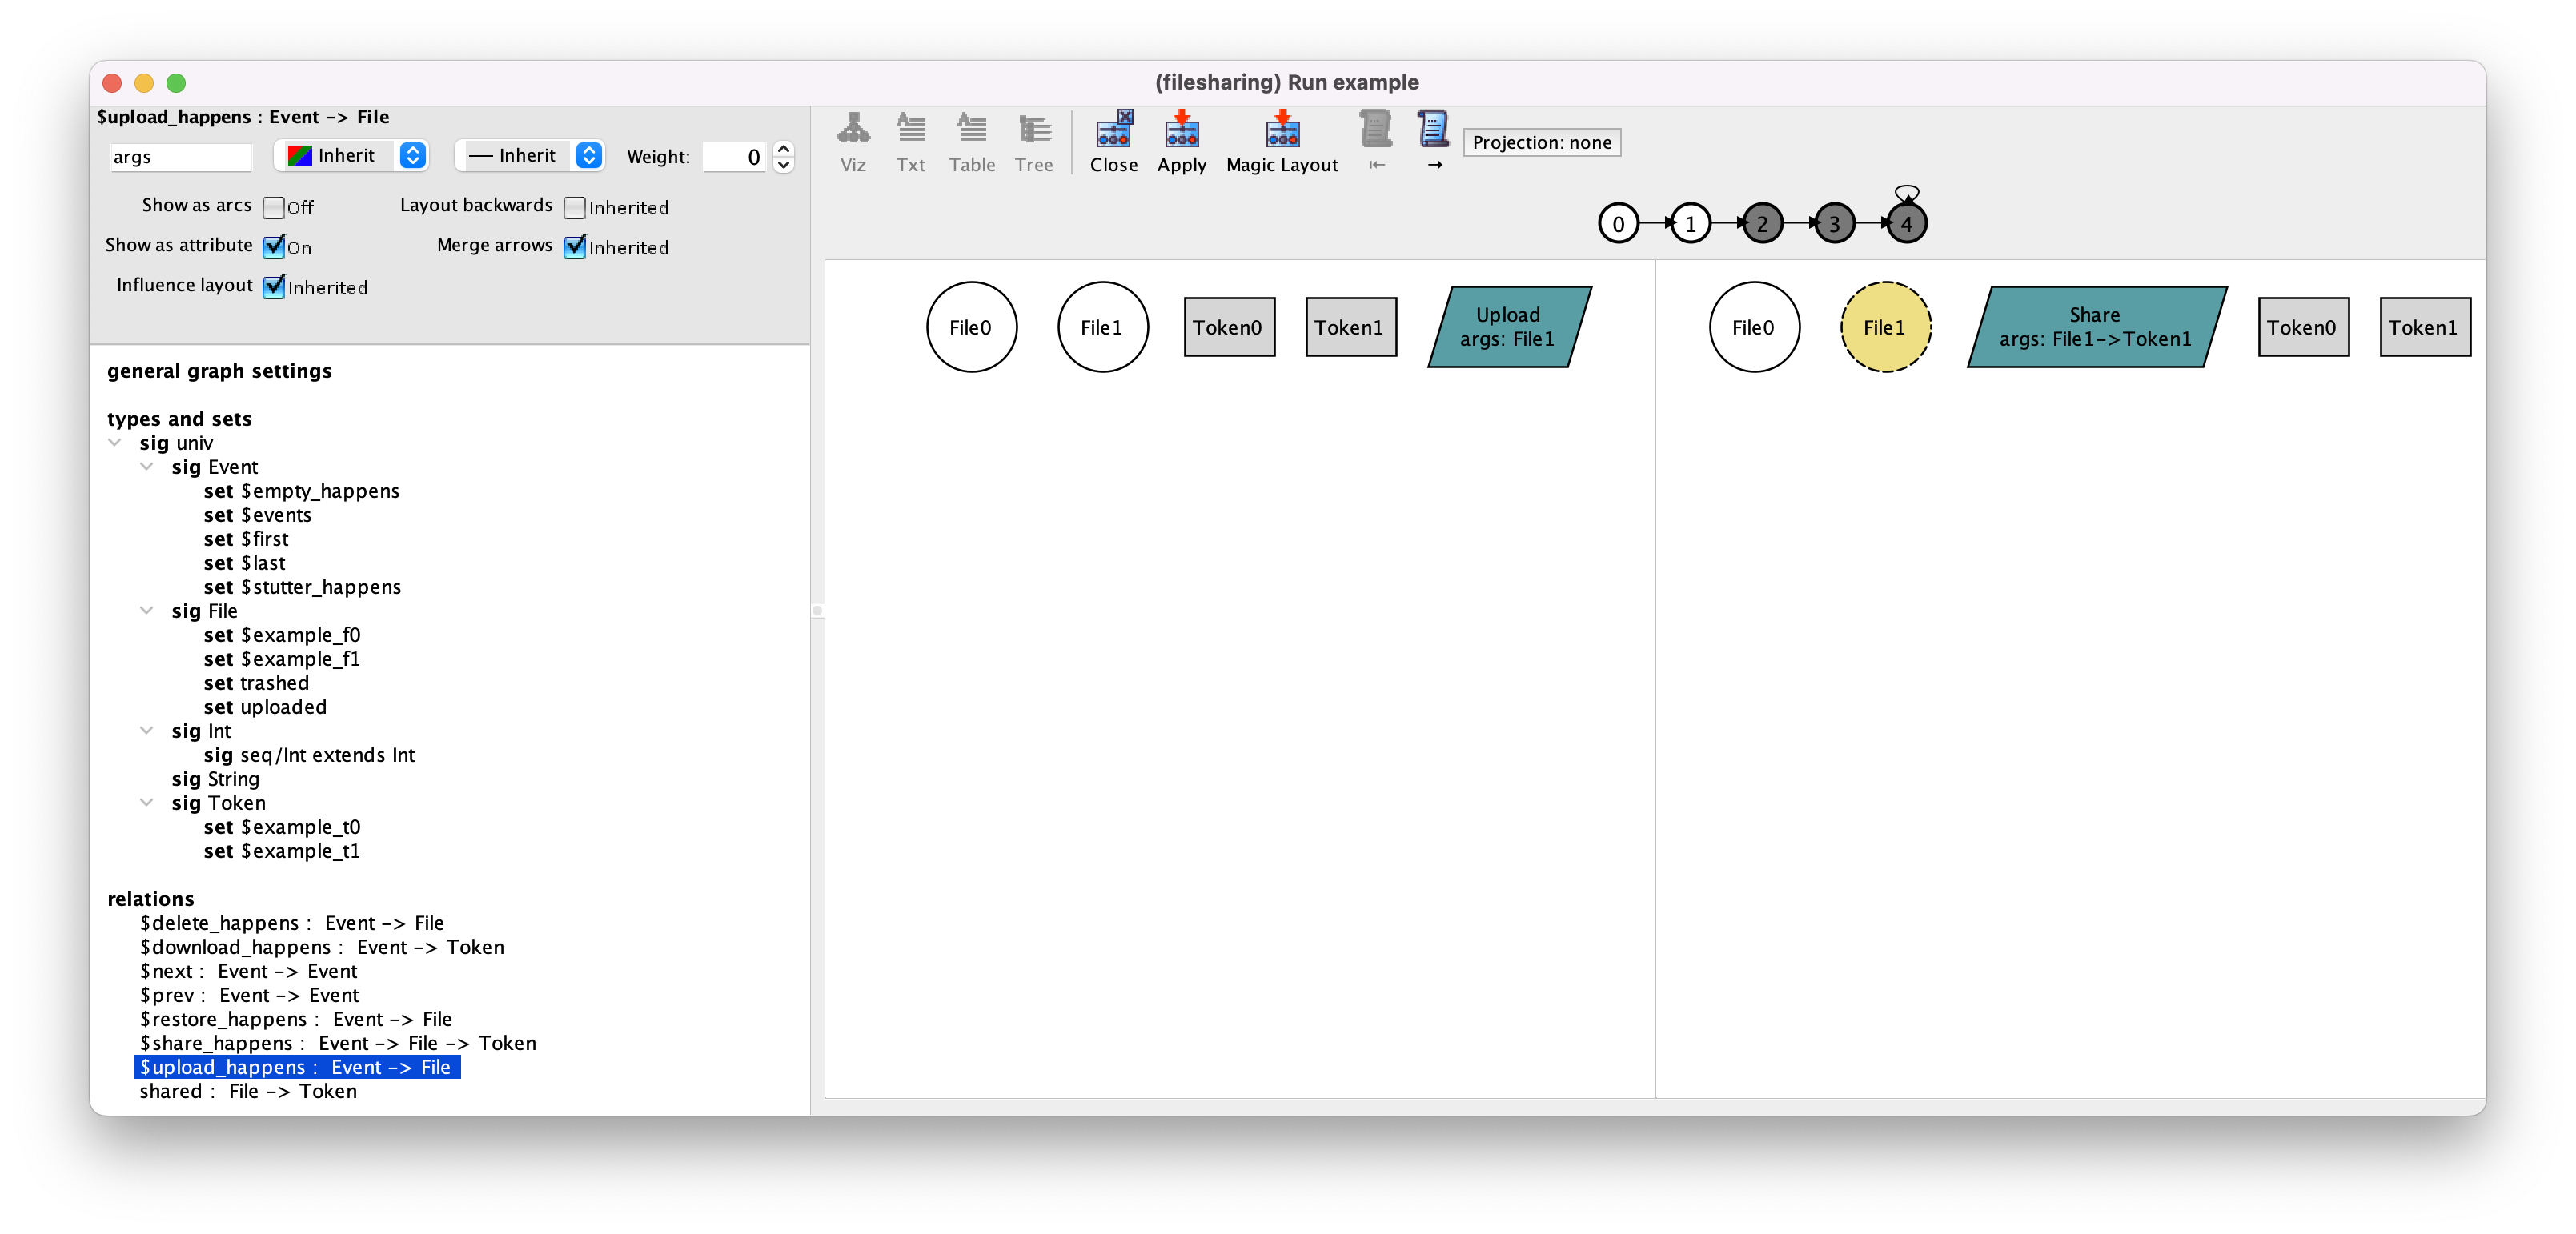 (filesharing) Run example
$upload_happens : Event -> File
args
Inherit
Inherit
Weight:
0
Show as arcs
Off
Layout backwards
Inherited
Show as attribute
On
Merge arrows
Inherited
Influence layout
Inherited
general graph settings
types and sets
sig univ
sig Event
set $empty_happens
set $events
set $first
set $last
set $stutter_happens
sig File
set $example_f0
set $example_f1
set trashed
set uploaded
sig Int
sig seq/Int extends Int
sig String
sig Token
set $example_t0
set $example_t1
relations
$delete_happens : Event -> File
$download_happens : Event -> Token
$next : Event -> Event
$prev : Event -> Event
$restore_happens : Event -> File
$share_happens : Event -> File -> Token
$upload_happens : Event -> File
shared : File -> Token
Viz
Txt
Table
Tree
Close
Apply
Magic Layout
⇤
→
Projection: none
0
1
2
3
4
File0
File1
Token0
Token1
Upload
args: File1
File0
File1
Share
args: File1->Token1
Token0
Token1